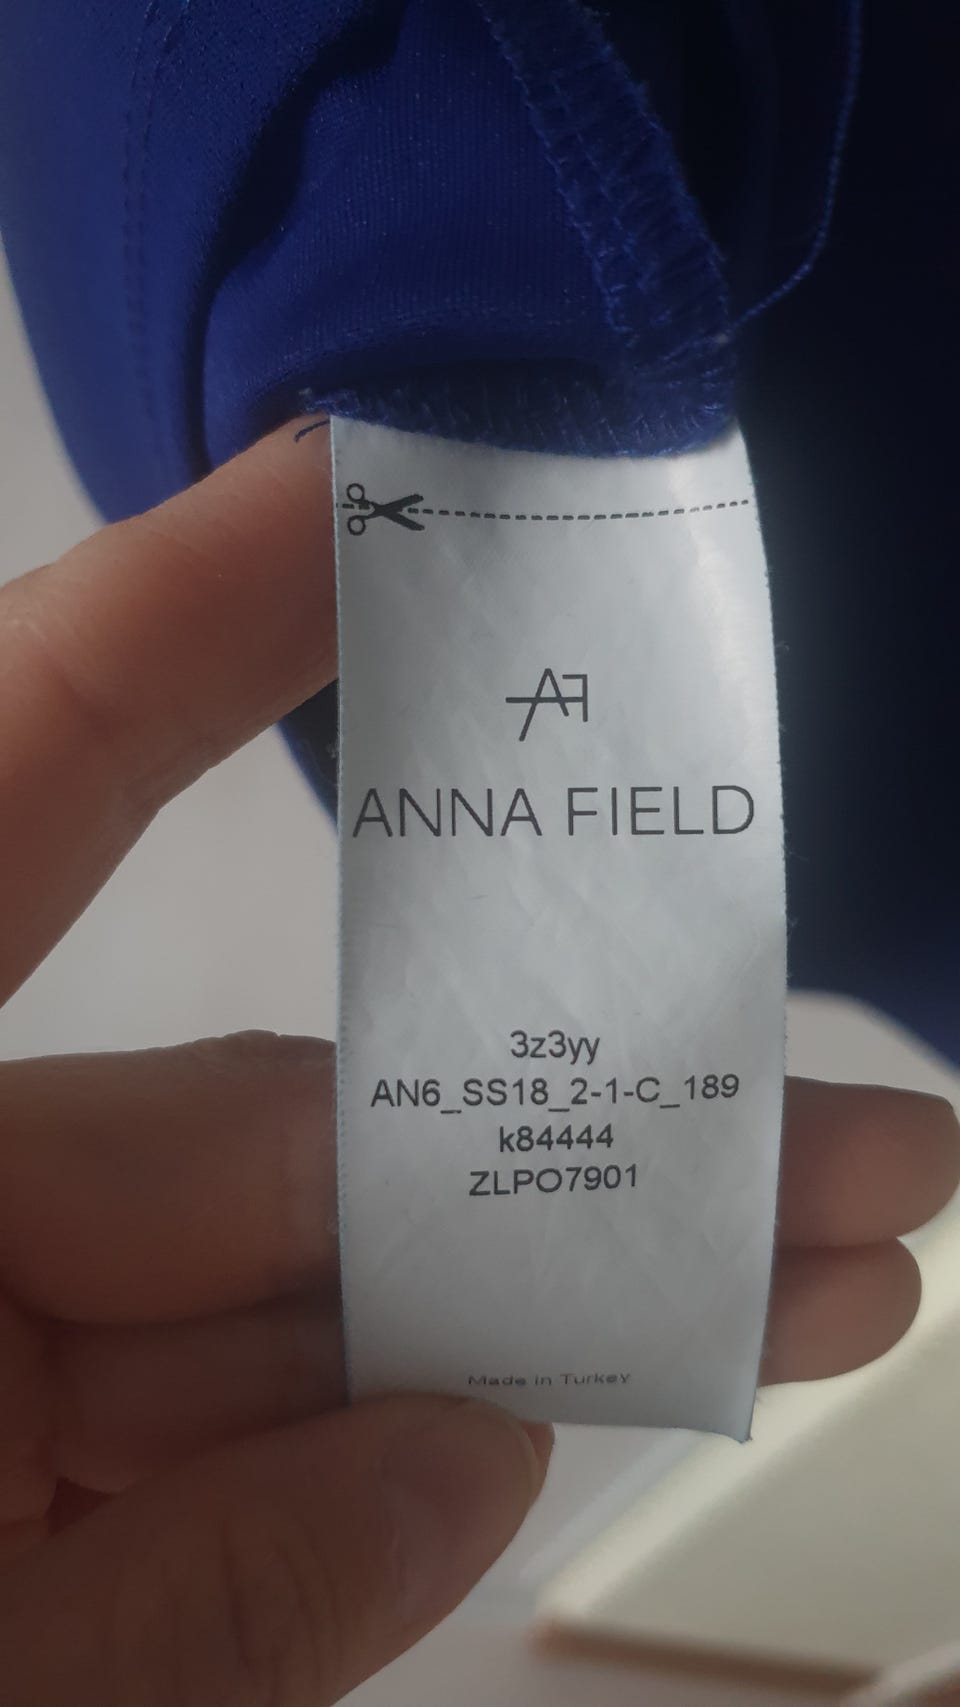 AF
ANNA FIELD
3z3yy
AN6_SS18_2-1-C_189
k84444
ZLPO7901
Made in Turkey